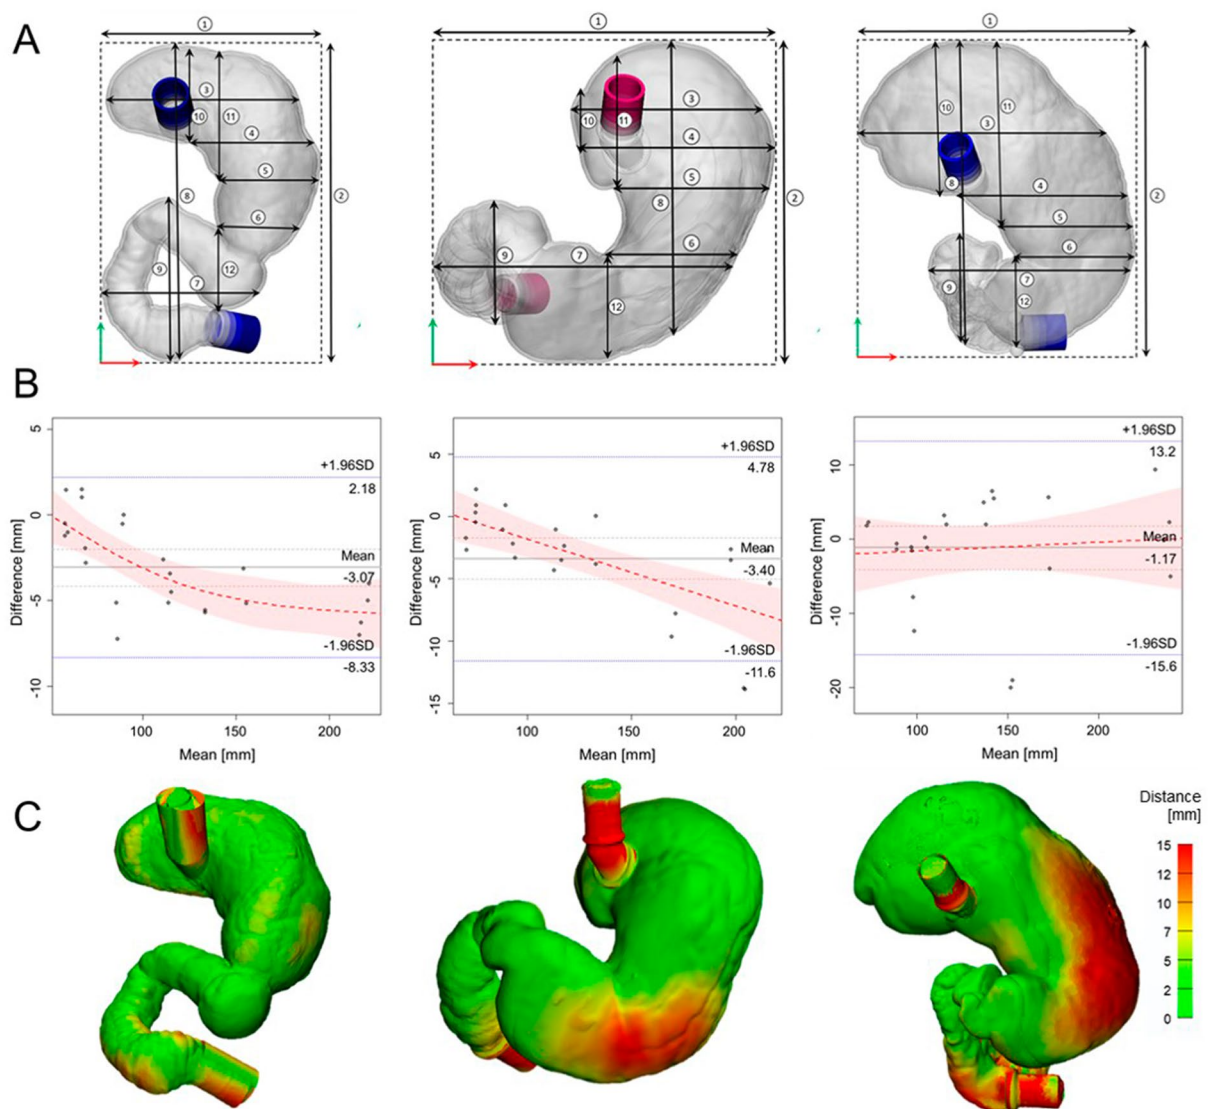 A
① ① ①
② ③ ④ ⑤ ⑥ ⑦ ⑧ ⑨ ⑩ ⑪ ⑫
② ③ ④ ⑤ ⑥ ⑦ ⑧ ⑨ ⑩ ⑪ ⑫
② ③ ④ ⑤ ⑥ ⑦ ⑧ ⑨ ⑩ ⑪ ⑫
B
Difference [mm]
5
0
-5
-10
+1.96SD
2.18
Mean
-3.07
-1.96SD
-8.33
100 150 200
Mean [mm]
Difference [mm]
5
0
-5
-10
-15
+1.96SD
4.78
Mean
-3.40
-1.96SD
-11.6
100 150 200
Mean [mm]
Difference [mm]
10
0
-10
-20
+1.96SD
13.2
Mean
-1.17
-1.96SD
-15.6
100 150 200
Mean [mm]
C
Distance
[mm]
15
12
10
7
5
2
0